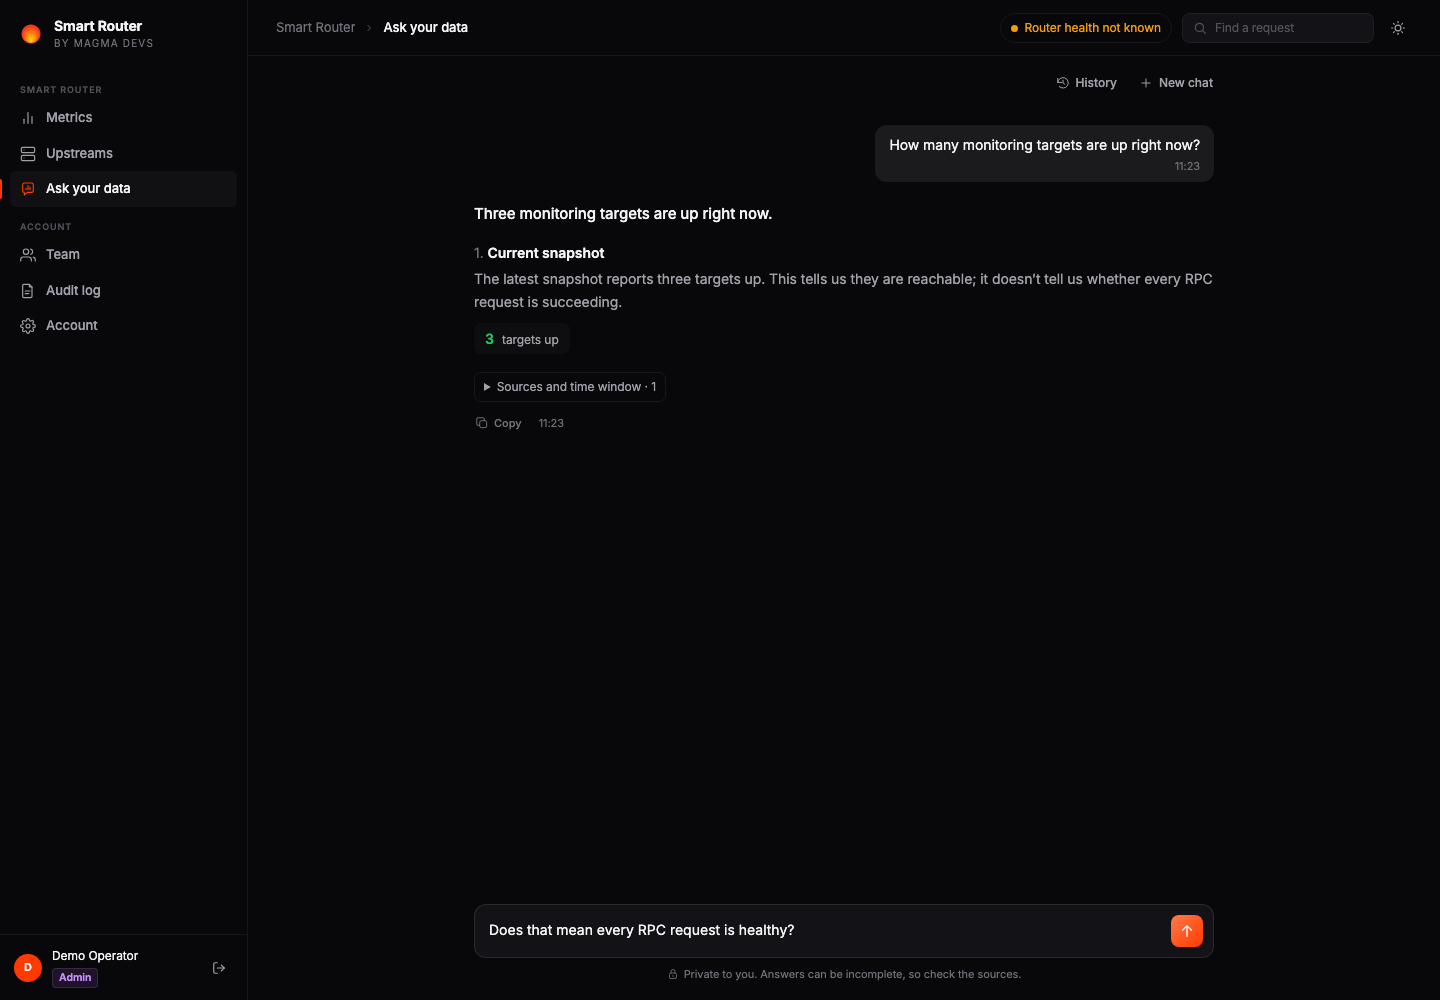 Smart Router
BY MAGMA DEVS
SMART ROUTER
Metrics
Upstreams
Ask your data
ACCOUNT
Team
Audit log
Account
Demo Operator
D
Admin
Smart Router › Ask your data
Router health not known
Find a request
History
New chat
How many monitoring targets are up right now?
11:23
Three monitoring targets are up right now.
1. Current snapshot
The latest snapshot reports three targets up. This tells us they are reachable; it doesn’t tell us whether every RPC
request is succeeding.
3 targets up
Sources and time window · 1
Copy 11:23
Does that mean every RPC request is healthy?
Private to you. Answers can be incomplete, so check the sources.